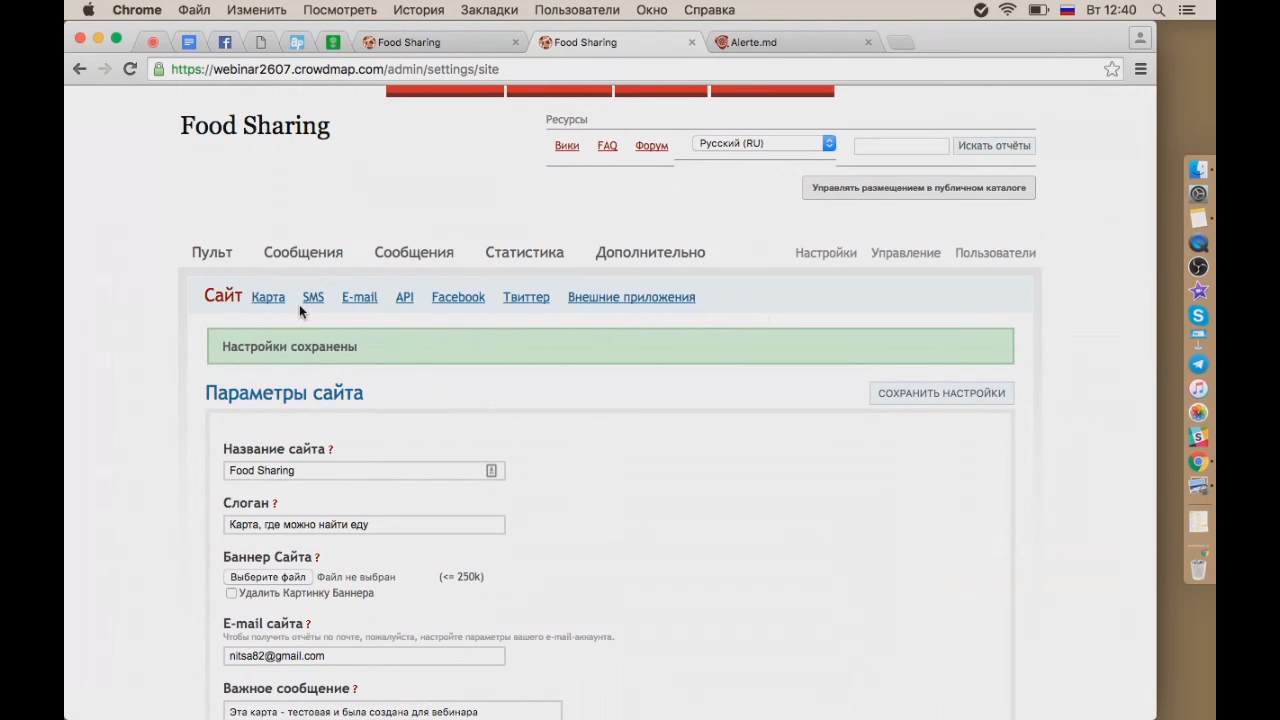 Chrome Файл Изменить Посмотреть История Закладки Пользователи Окно Справка Вт 12:40
Food Sharing Food Sharing Alerte.md
https://webinar2607.crowdmap.com/admin/settings/site
Food Sharing
Ресурсы
Вики FAQ Форум Русский (RU) Искать отчёты
Управлять размещением в публичном каталоге
Пульт Сообщения Сообщения Статистика Дополнительно Настройки Управление Пользователи
Сайт Карта SMS E-mail API Facebook Твиттер Внешние приложения
Настройки сохранены
Параметры сайта СОХРАНИТЬ НАСТРОЙКИ
Название сайта ?
Food Sharing
Слоган ?
Карта, где можно найти еду
Баннер Сайта ?
Выберите файл Файл не выбран (<= 250k)
Удалить Картинку Баннера
E-mail сайта ?
Чтобы получить отчёты по почте, пожалуйста, настройте параметры вашего e-mail-аккаунта.
nitsa82@gmail.com
Важное сообщение ?
Эта карта - тестовая и была создана для вебинара